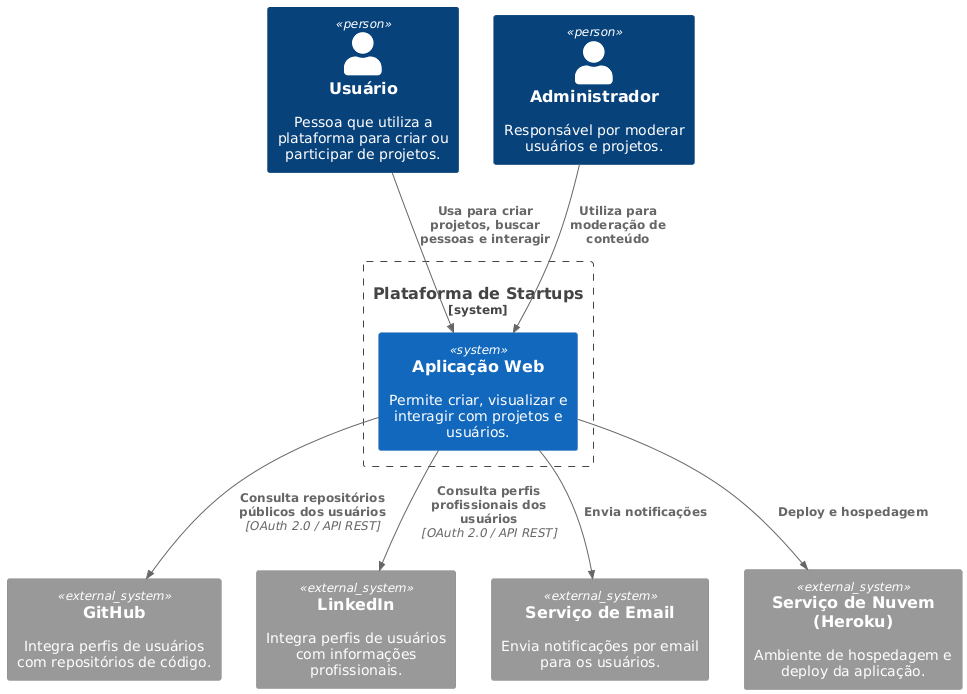 «person»
Usuário
Pessoa que utiliza a
plataforma para criar ou
participar de projetos.
«person»
Administrador
Responsável por moderar
usuários e projetos.
Usa para criar
projetos, buscar
pessoas e interagir
Utiliza para
moderação de
conteúdo
Plataforma de Startups
[system]
«system»
Aplicação Web
Permite criar, visualizar e
interagir com projetos e
usuários.
Consulta repositórios
públicos dos usuários
[OAuth 2.0 / API REST]
Consulta perfis
profissionais dos
usuários
[OAuth 2.0 / API REST]
Envia notificações
Deploy e hospedagem
«external_system»
GitHub
Integra perfis de usuários
com repositórios de código.
«external_system»
LinkedIn
Integra perfis de usuários
com informações
profissionais.
«external_system»
Serviço de Email
Envia notificações por email
para os usuários.
«external_system»
Serviço de Nuvem
(Heroku)
Ambiente de hospedagem e
deploy da aplicação.